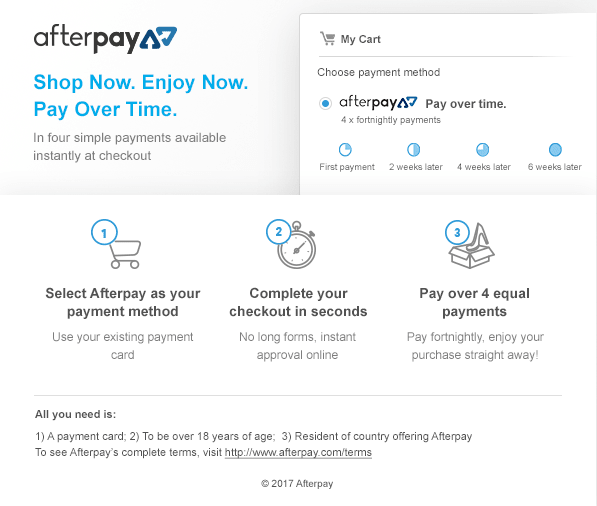 afterpay
Shop Now. Enjoy Now.
Pay Over Time.
In four simple payments available
instantly at checkout
My Cart
Choose payment method
afterpay Pay over time.
4 x fortnightly payments
First payment 2 weeks later 4 weeks later 6 weeks later
1 2 3
Select Afterpay as your
payment method
Use your existing payment
card
Complete your
checkout in seconds
No long forms, instant
approval online
Pay over 4 equal
payments
Pay fortnightly, enjoy your
purchase straight away!
All you need is:
1) A payment card; 2) To be over 18 years of age; 3) Resident of country offering Afterpay
To see Afterpay's complete terms, visit http://www.afterpay.com/terms
© 2017 Afterpay